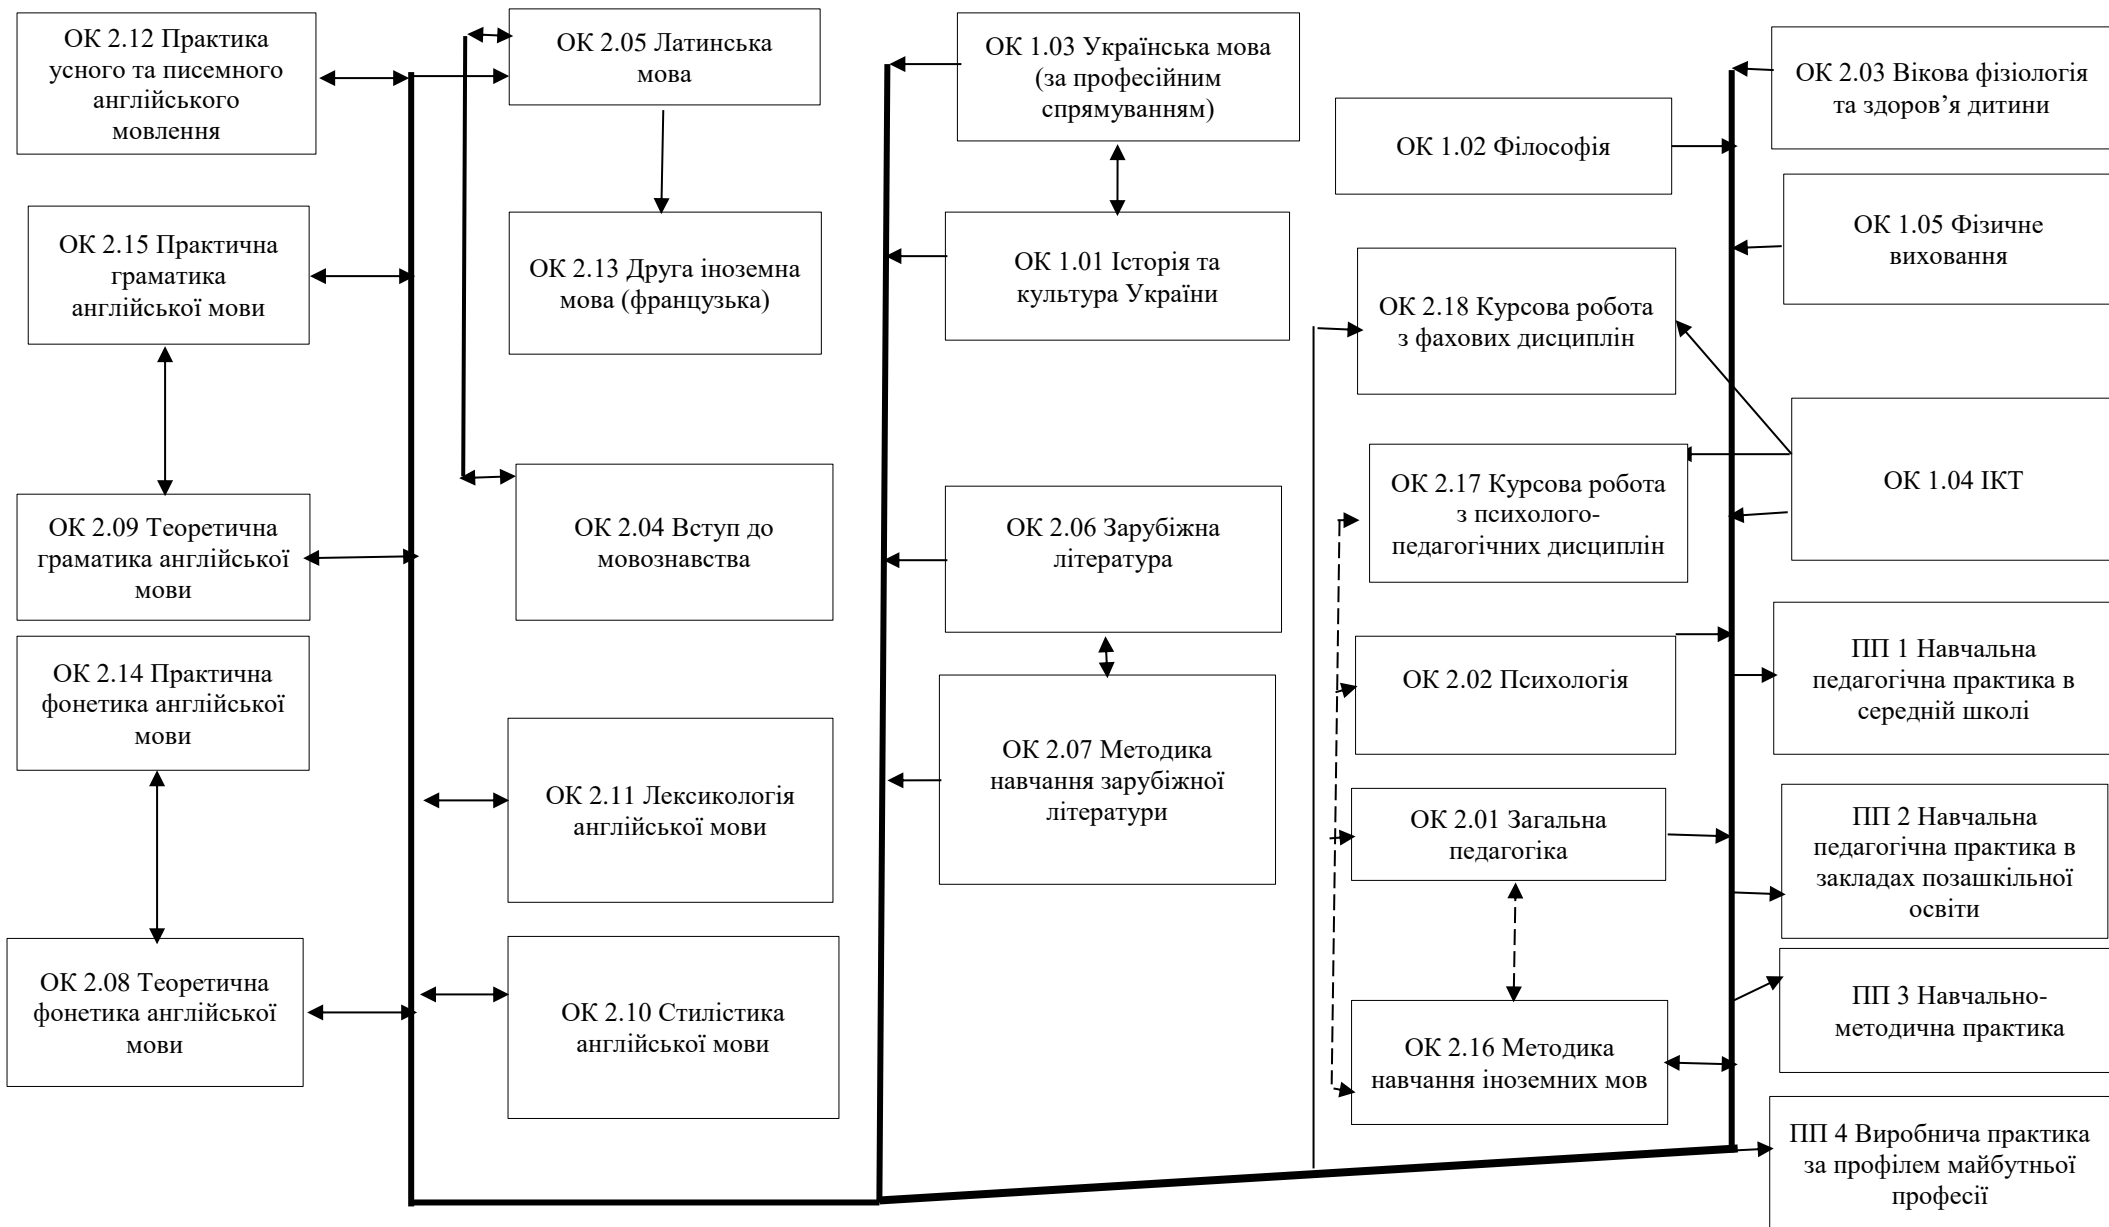 ОК 2.12 Практика
усного та писемного
англійського
мовлення
ОК 2.15 Практична
граматика
англійської мови
ОК 2.09 Теоретична
граматика англійської
мови
ОК 2.14 Практична
фонетика англійської
мови
ОК 2.08 Теоретична
фонетика англійської
мови
ОК 2.05 Латинська
мова
ОК 2.13 Друга іноземна
мова (французька)
ОК 2.04 Вступ до
мовознавства
ОК 2.11 Лексикологія
англійської мови
ОК 2.10 Стилістика
англійської мови
ОК 1.03 Українська мова
(за професійним
спрямуванням)
ОК 1.01 Історія та
культура України
ОК 2.06 Зарубіжна
література
ОК 2.07 Методика
навчання зарубіжної
літератури
ОК 1.02 Філософія
ОК 2.18 Курсова робота
з фахових дисциплін
ОК 2.17 Курсова робота
з психолого-
педагогічних дисциплін
ОК 2.02 Психологія
ОК 2.01 Загальна
педагогіка
ОК 2.16 Методика
навчання іноземних мов
ОК 2.03 Вікова фізіологія
та здоров’я дитини
ОК 1.05 Фізичне
виховання
ОК 1.04 ІКТ
ПП 1 Навчальна
педагогічна практика в
середній школі
ПП 2 Навчальна
педагогічна практика в
закладах позашкільної
освіти
ПП 3 Навчально-
методична практика
ПП 4 Виробнича практика
за профілем майбутньої
професії